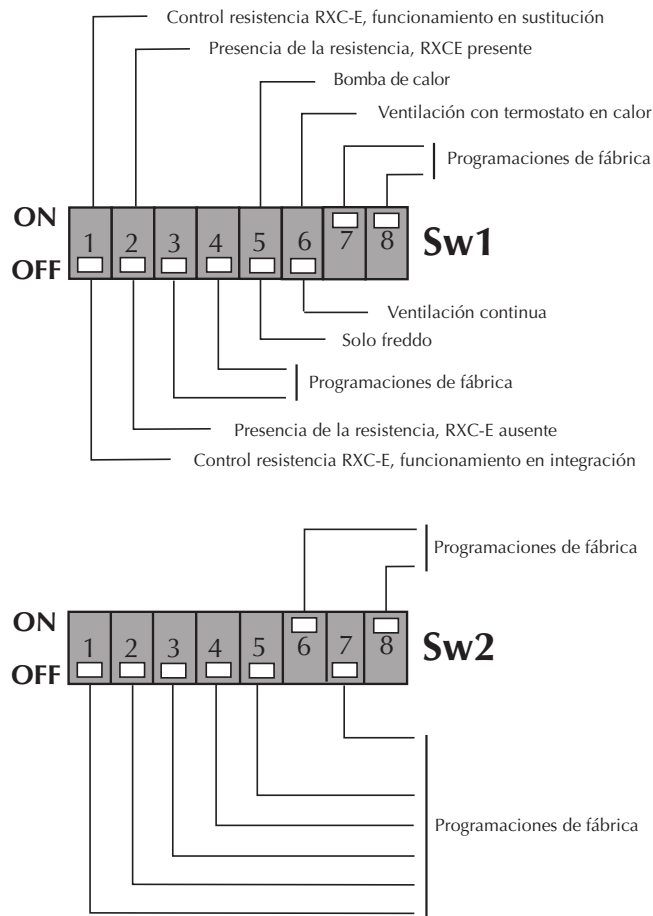 Control resistencia RXC-E, funcionamiento en sustitución
Presencia de la resistencia, RXCE presente
Bomba de calor
Ventilación con termostato en calor
Programaciones de fábrica
ON
1 2 3 4 5 6 7 8
Sw1
OFF
Ventilación continua
Solo freddo
Programaciones de fábrica
Presencia de la resistencia, RXC-E ausente
Control resistencia RXC-E, funcionamiento en integración
Programaciones de fábrica
ON
1 2 3 4 5 6 7 8
Sw2
OFF
Programaciones de fábrica